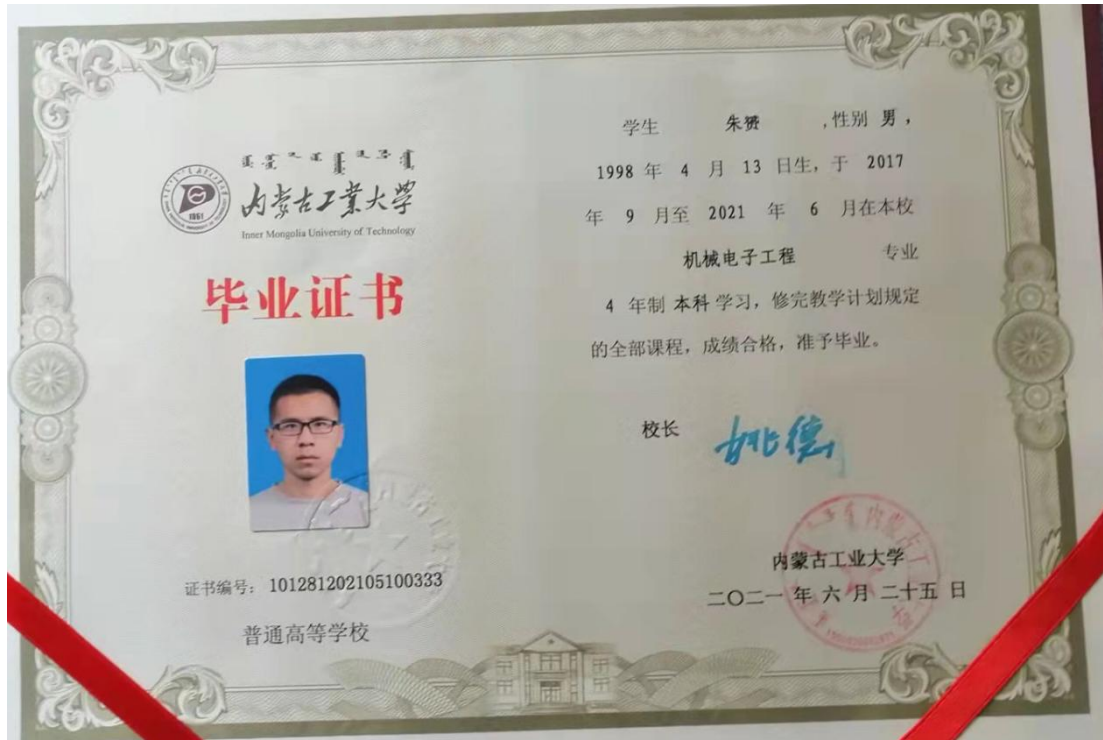 内蒙古工業大学
Inner Mongolia University of Technology
1951
毕业证书
证书编号: 101281202105100333
普通高等学校
学生 朱赟 ,性别 男,
1998 年 4 月 13 日生,于 2017
年 9 月至 2021 年 6 月在本校
机械电子工程 专业
4 年制 本科 学习,修完教学计划规定
的全部课程,成绩合格,准予毕业。
校长 姚德
内蒙古工业大学
二〇二一 年 六 月 二十五 日